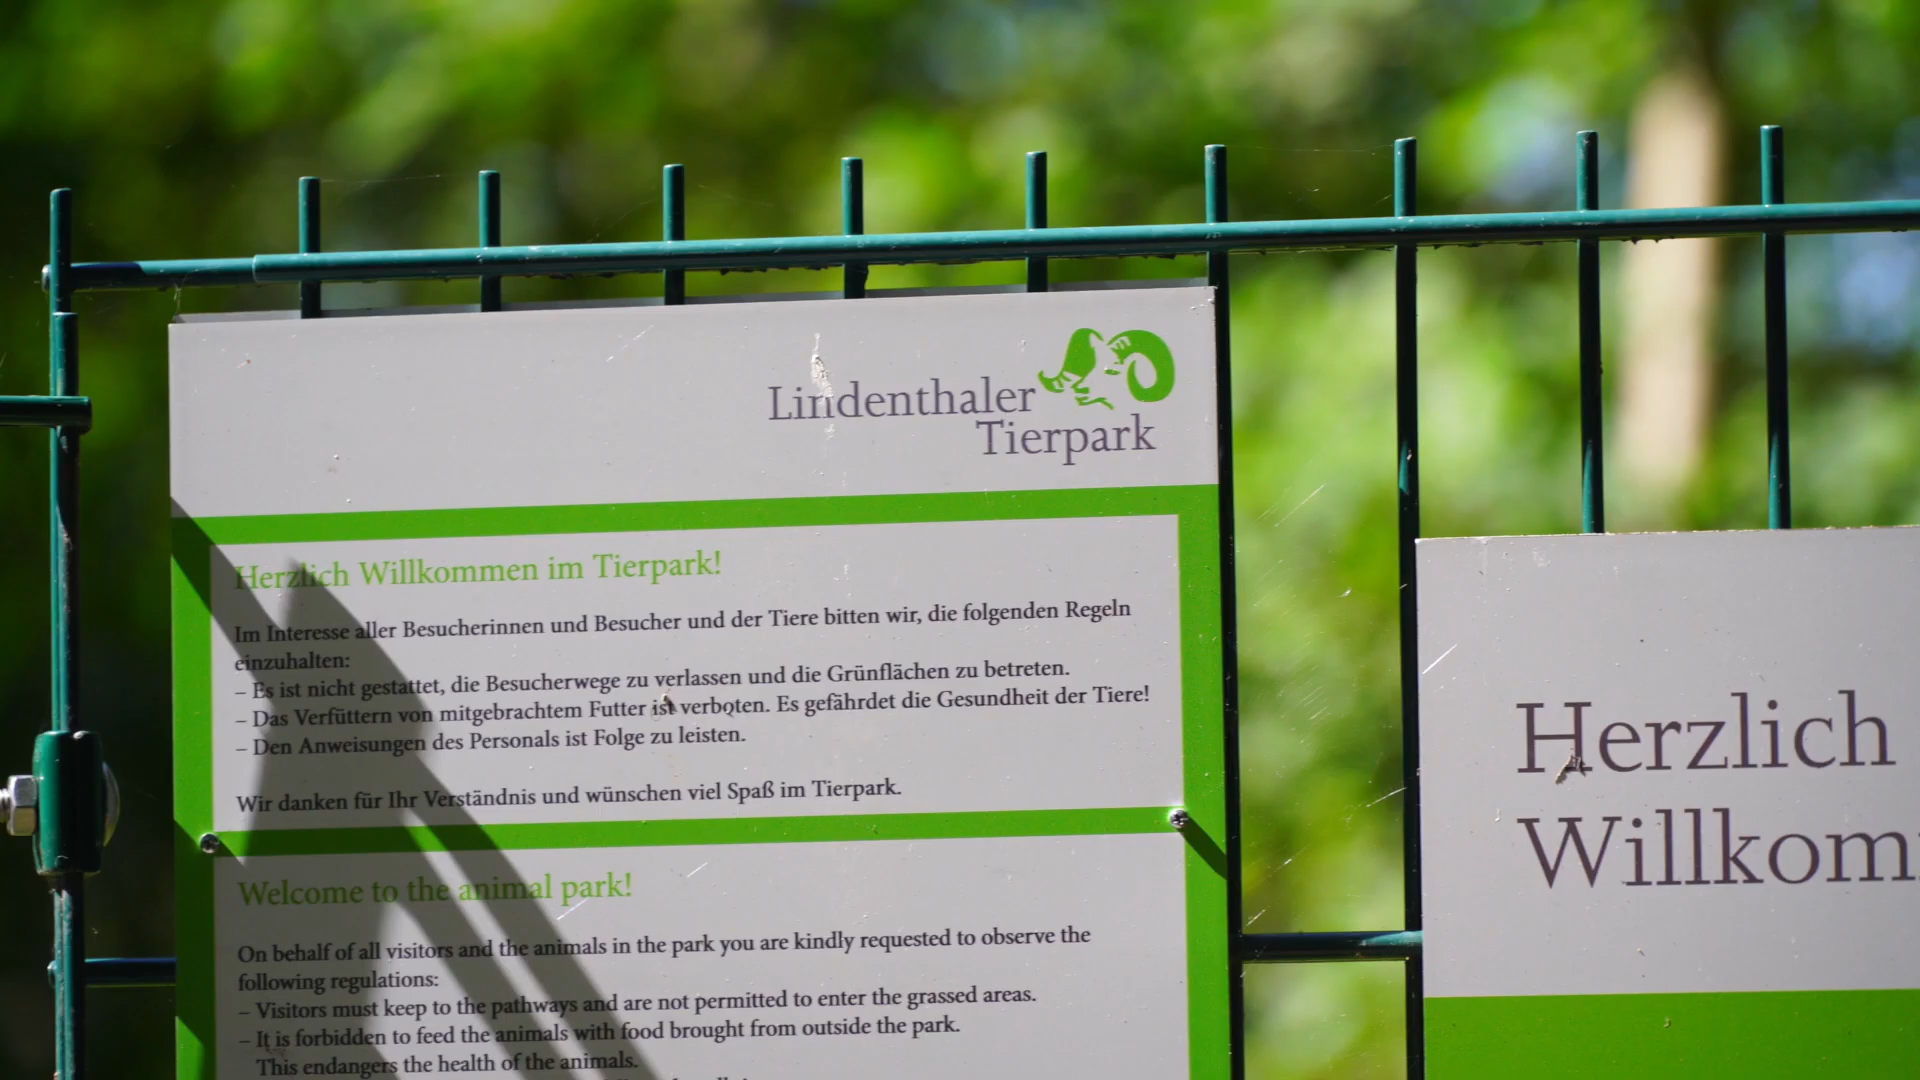 Lindenthaler
Tierpark
Herzlich Willkommen im Tierpark!
Im Interesse aller Besucherinnen und Besucher und der Tiere bitten wir, die folgenden Regeln
einzuhalten:
– Es ist nicht gestattet, die Besucherwege zu verlassen und die Grünflächen zu betreten.
– Das Verfüttern von mitgebrachtem Futter ist verboten. Es gefährdet die Gesundheit der Tiere!
– Den Anweisungen des Personals ist Folge zu leisten.
Wir danken für Ihr Verständnis und wünschen viel Spaß im Tierpark.
Welcome to the animal park!
On behalf of all visitors and the animals in the park you are kindly requested to observe the
following regulations:
– Visitors must keep to the pathways and are not permitted to enter the grassed areas.
– It is forbidden to feed the animals with food brought from outside the park.
This endangers the health of the animals.
Herzlich
Willkom